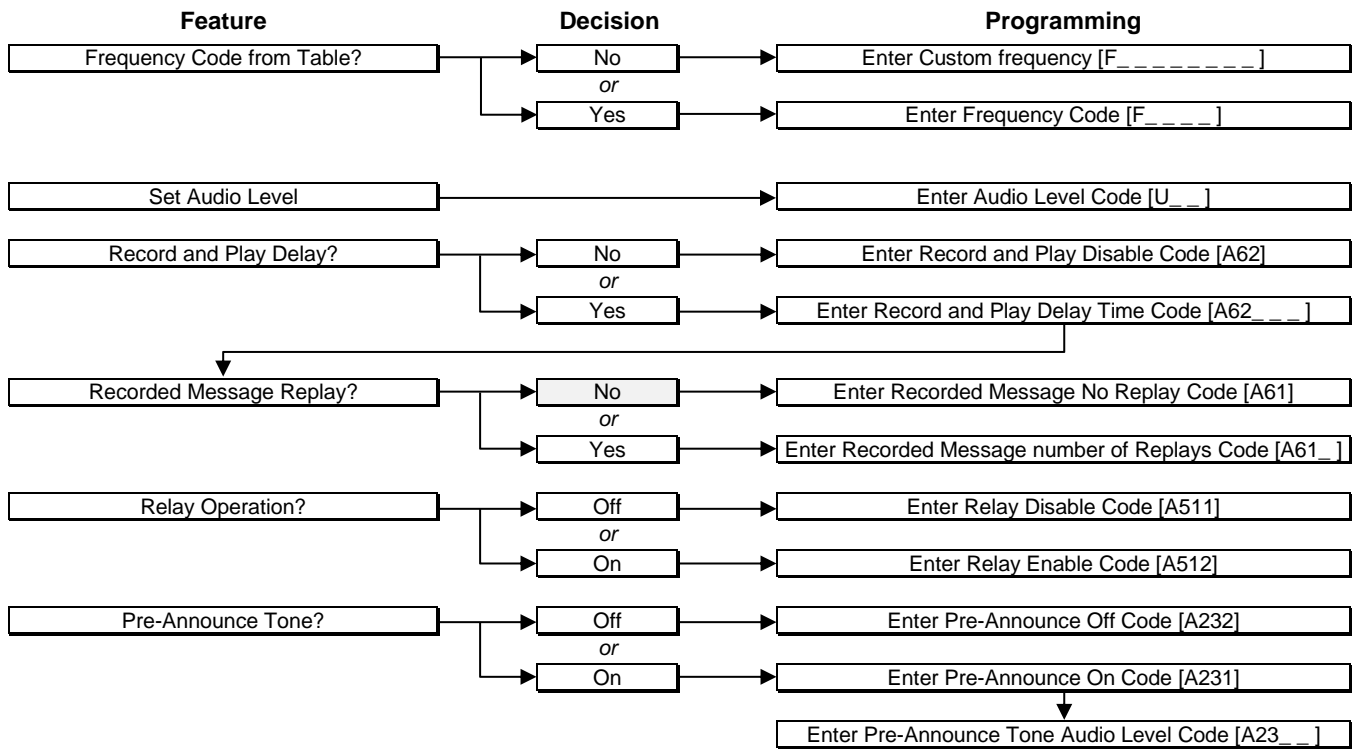 Feature Decision Programming
Frequency Code from Table? No Enter Custom frequency [F_ _ _ _ _ _ _ _ ]
or
Yes Enter Frequency Code [F_ _ _ _ ]
Set Audio Level Enter Audio Level Code [U_ _ ]
Record and Play Delay? No Enter Record and Play Disable Code [A62]
or
Yes Enter Record and Play Delay Time Code [A62_ _ _ ]
Recorded Message Replay? No Enter Recorded Message No Replay Code [A61]
or
Yes Enter Recorded Message number of Replays Code [A61_ ]
Relay Operation? Off Enter Relay Disable Code [A511]
or
On Enter Relay Enable Code [A512]
Pre-Announce Tone? Off Enter Pre-Announce Off Code [A232]
or
On Enter Pre-Announce On Code [A231]
Enter Pre-Announce Tone Audio Level Code [A23_ _ ]